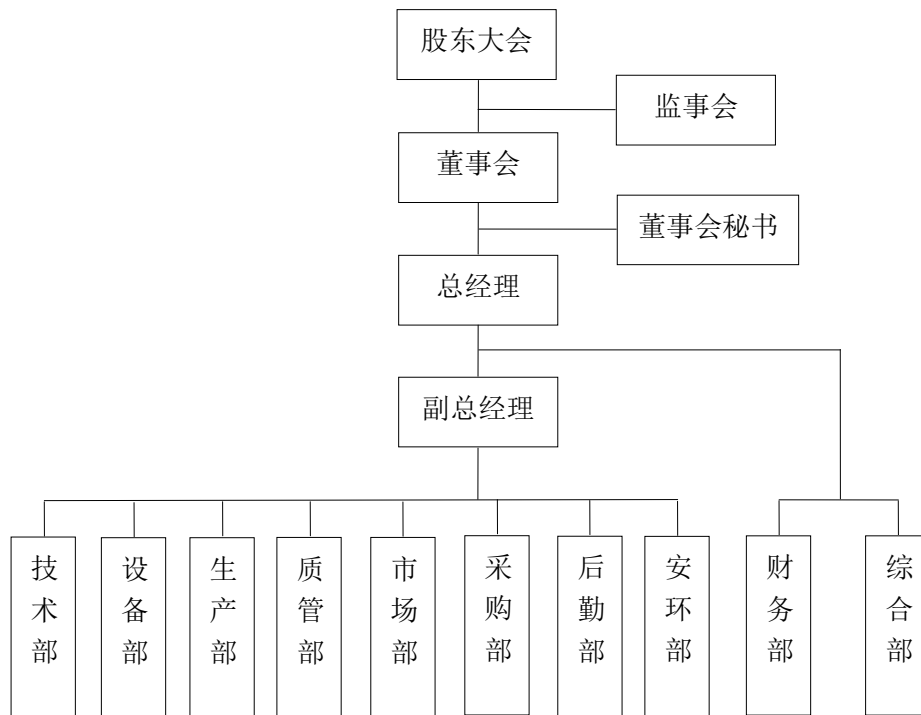 股东大会
监事会
董事会
董事会秘书
总经理
副总经理
技术部
设备部
生产部
质管部
市场部
采购部
后勤部
安环部
财务部
综合部